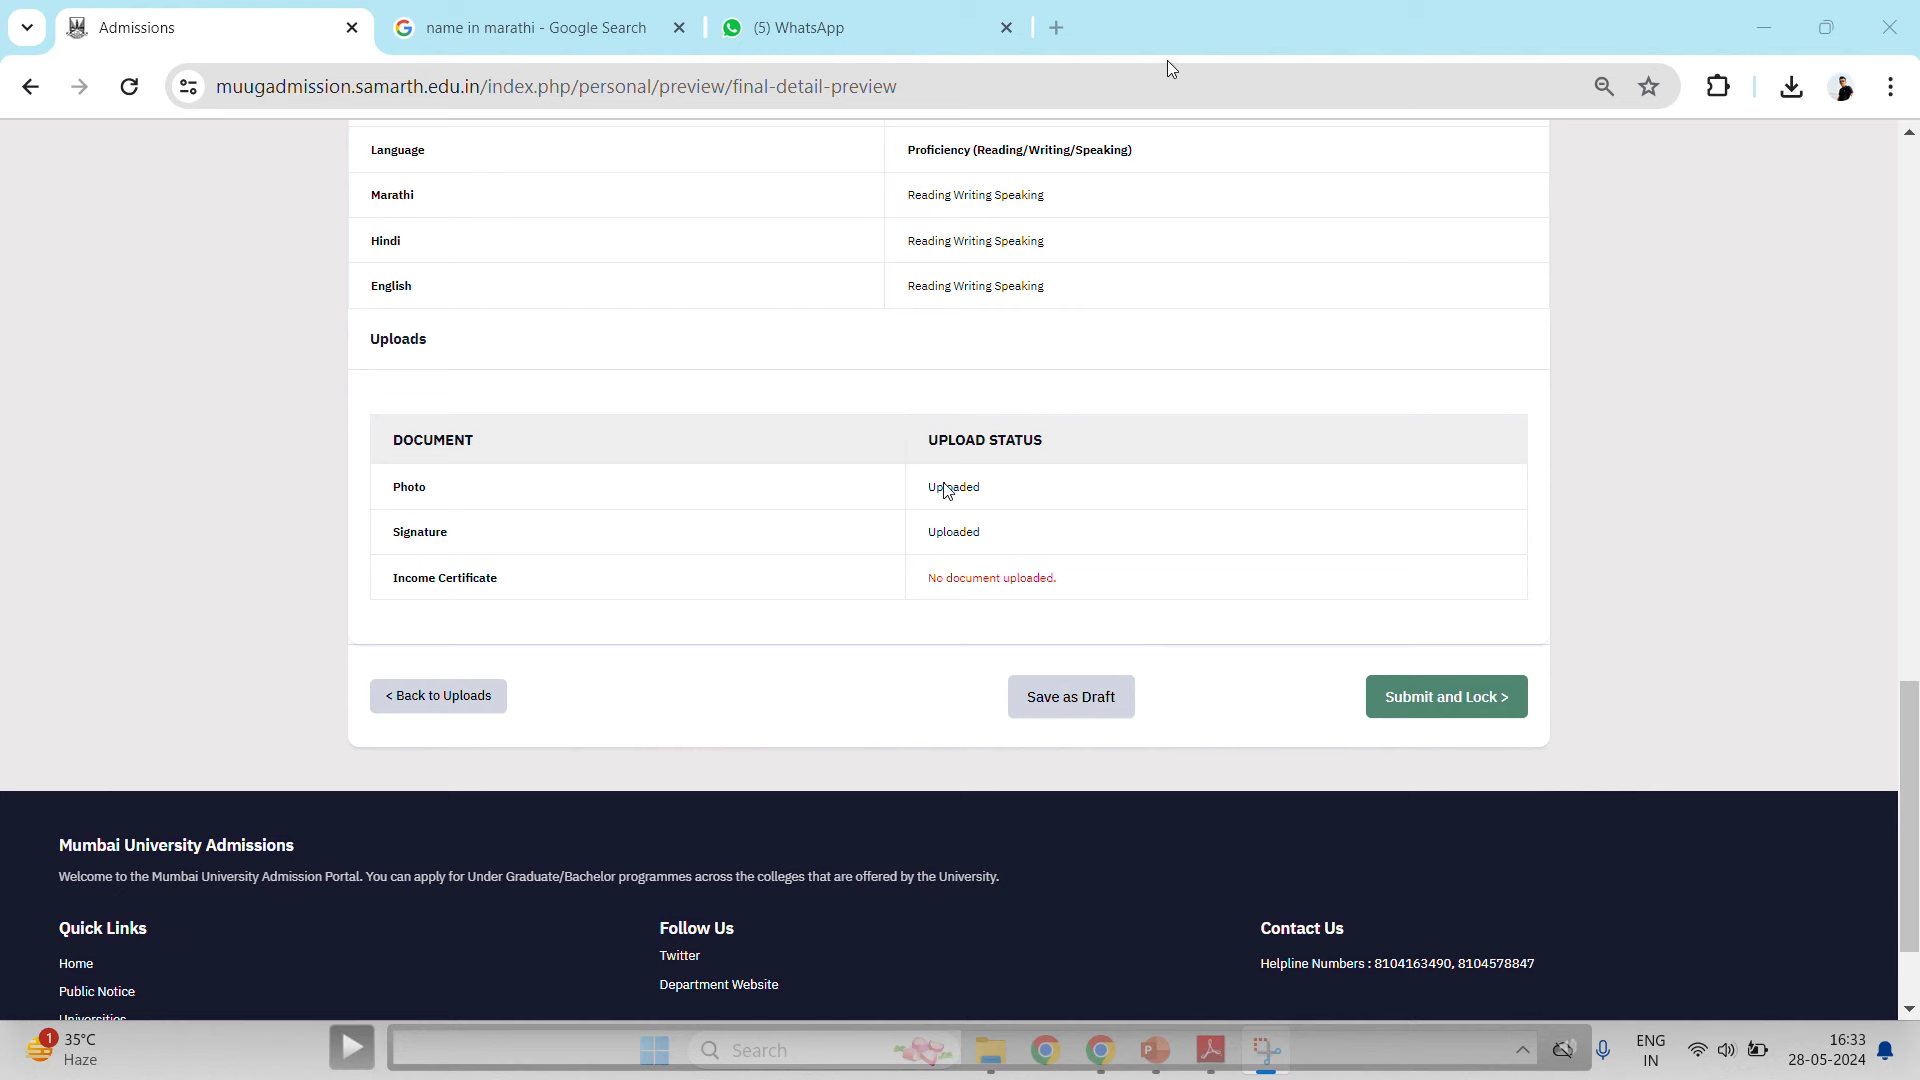 Admissions
name in marathi - Google Search
(5) WhatsApp
muugadmission.samarth.edu.in/index.php/personal/preview/final-detail-preview
Language Proficiency (Reading/Writing/Speaking)
Marathi Reading Writing Speaking
Hindi Reading Writing Speaking
English Reading Writing Speaking
Uploads
DOCUMENT UPLOAD STATUS
Photo Uploaded
Signature Uploaded
Income Certificate No document uploaded.
< Back to Uploads
Save as Draft
Submit and Lock >
Mumbai University Admissions
Welcome to the Mumbai University Admission Portal. You can apply for Under Graduate/Bachelor programmes across the colleges that are offered by the University.
Quick Links
Home
Public Notice
Universities
Follow Us
Twitter
Department Website
Contact Us
Helpline Numbers : 8104163490, 8104578847
1
35°C
Haze
Search
ENG
IN
16:33
28-05-2024